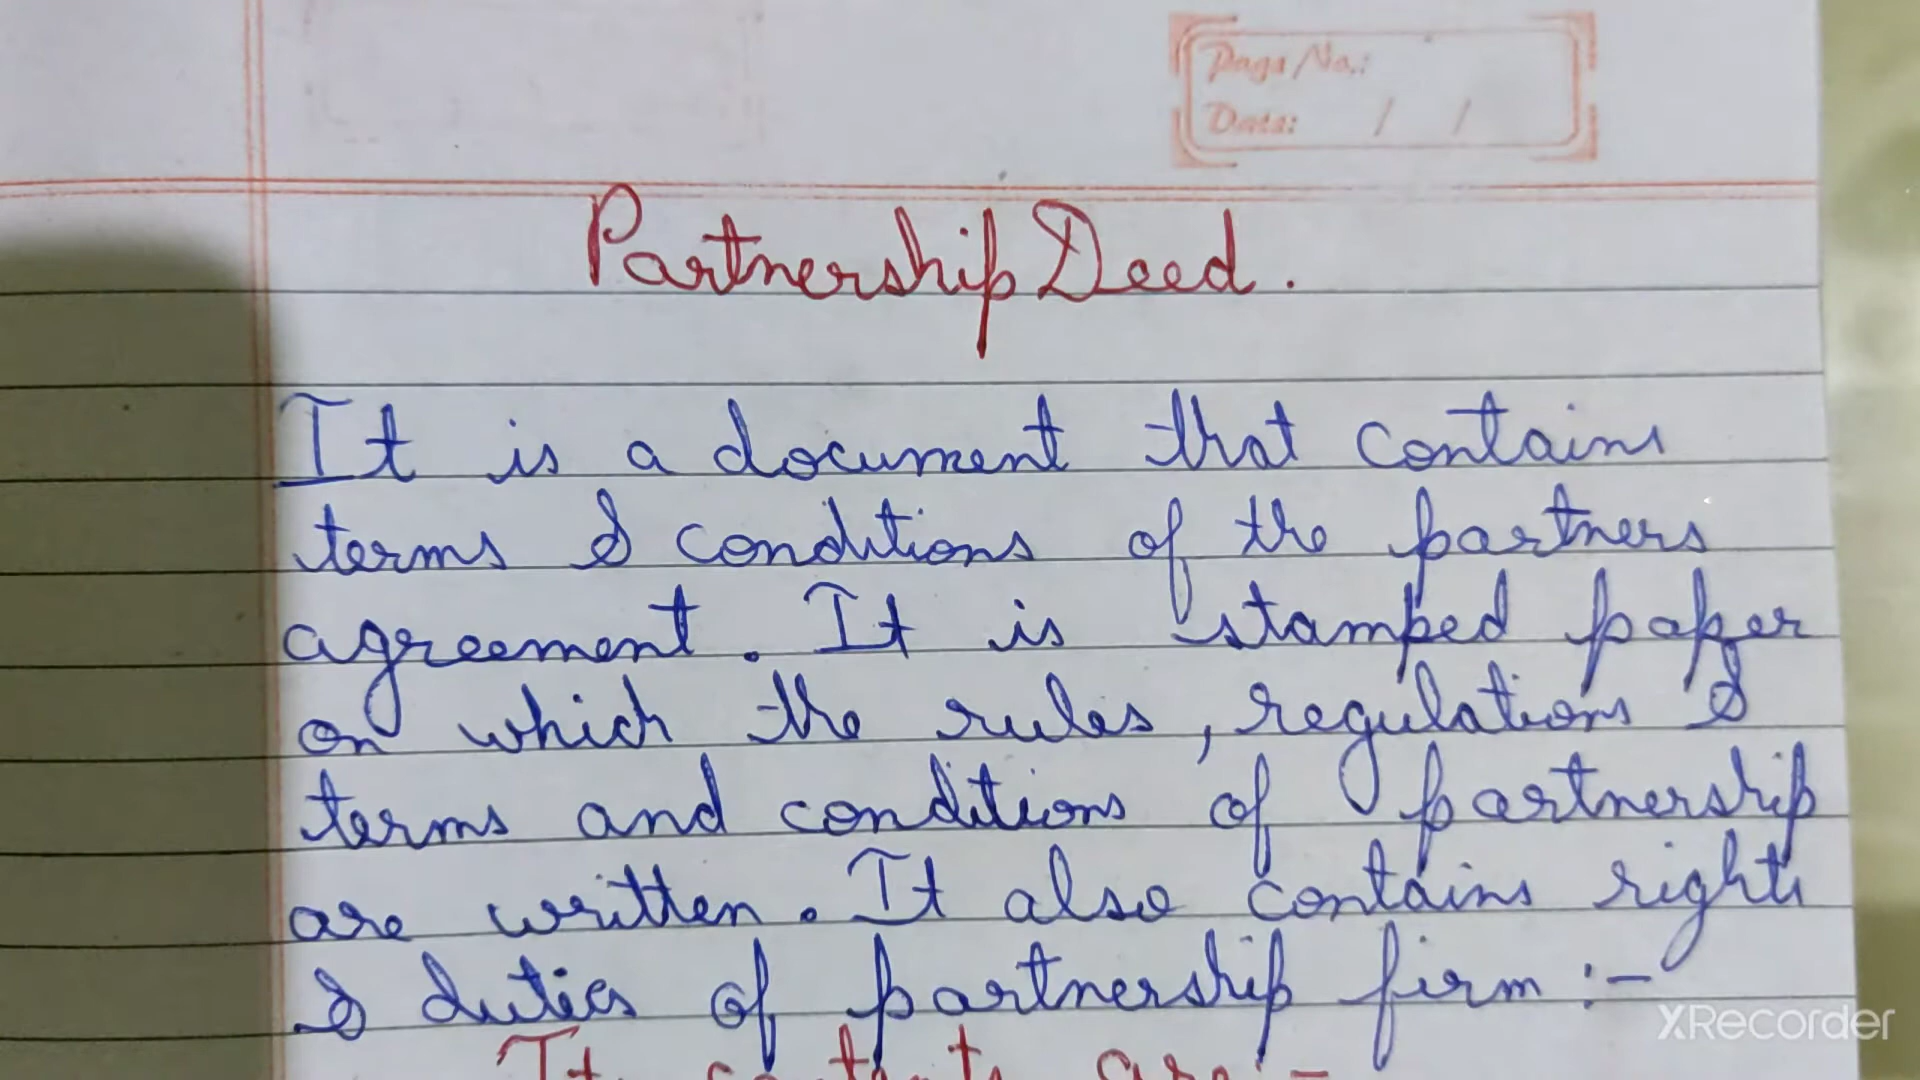 Page No.:
Date: / /
Partnership Deed.
It is a document that contains
terms & conditions of the partners
agreement. It is stamped paper
on which the rules, regulations &
terms and conditions of partnership
are written. It also contains rights
& duties of partnership firm :-
XRecorder